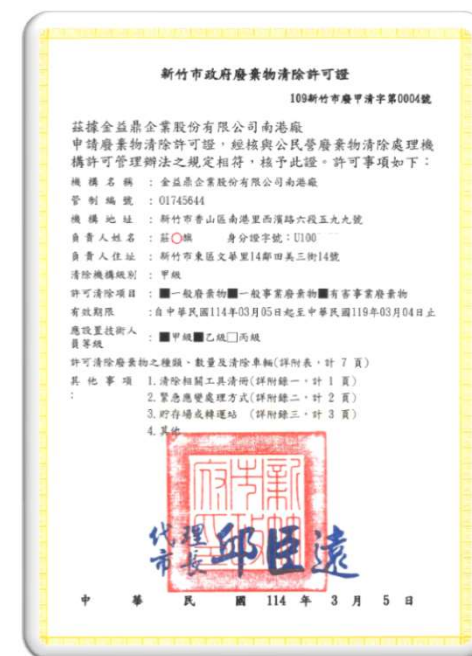 新竹市政府廢棄物清除許可證
109新竹市廢甲清字第0004號
茲據金益鼎企業股份有限公司南港廠
申請廢棄物清除許可證，經核與公民營廢棄物清除處理機
構許可管理辦法之規定相符，核予此證。許可事項如下：
機構名稱：金益鼎企業股份有限公司南港廠
管制編號：O1745644
機構地址：新竹市香山區南港里西濱路六段五九九號
負責人姓名：莊○ 身分證字號：U100
負責人住址：新竹市東區文華里14鄰田美三街14號
清除機構級別：甲級
許可清除項目：■一般廢棄物■一般事業廢棄物■有害事業廢棄物
有效期限：自中華民國114年03月05日起至中華民國119年03月04日止
應設置技術人
員等級：■甲級■乙級□丙級
許可清除廢棄物之種類、數量及清除車輛(詳附表，計 7 頁)
其他事項：
1.清除相關工具清冊(詳附錄一，計 1 頁)
2.緊急應變處理方式(詳附錄二，計 2 頁)
3.貯存場或轉運站 (詳附錄三，計 3 頁)
4.其他
代理
市長 邱臣遠
中華民國 114 年 3 月 5 日